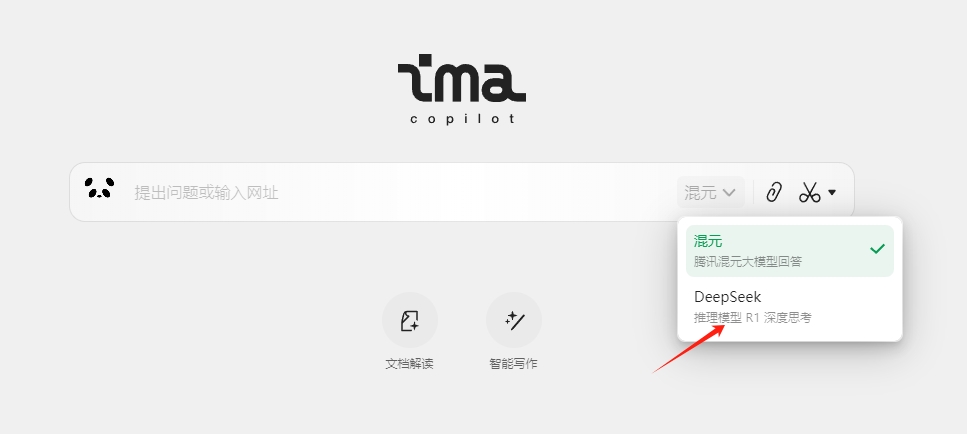 ima
copilot
提出问题或输入网址
混元
混元
腾讯混元大模型回答
DeepSeek
推理模型 R1 深度思考
文档解读
智能写作